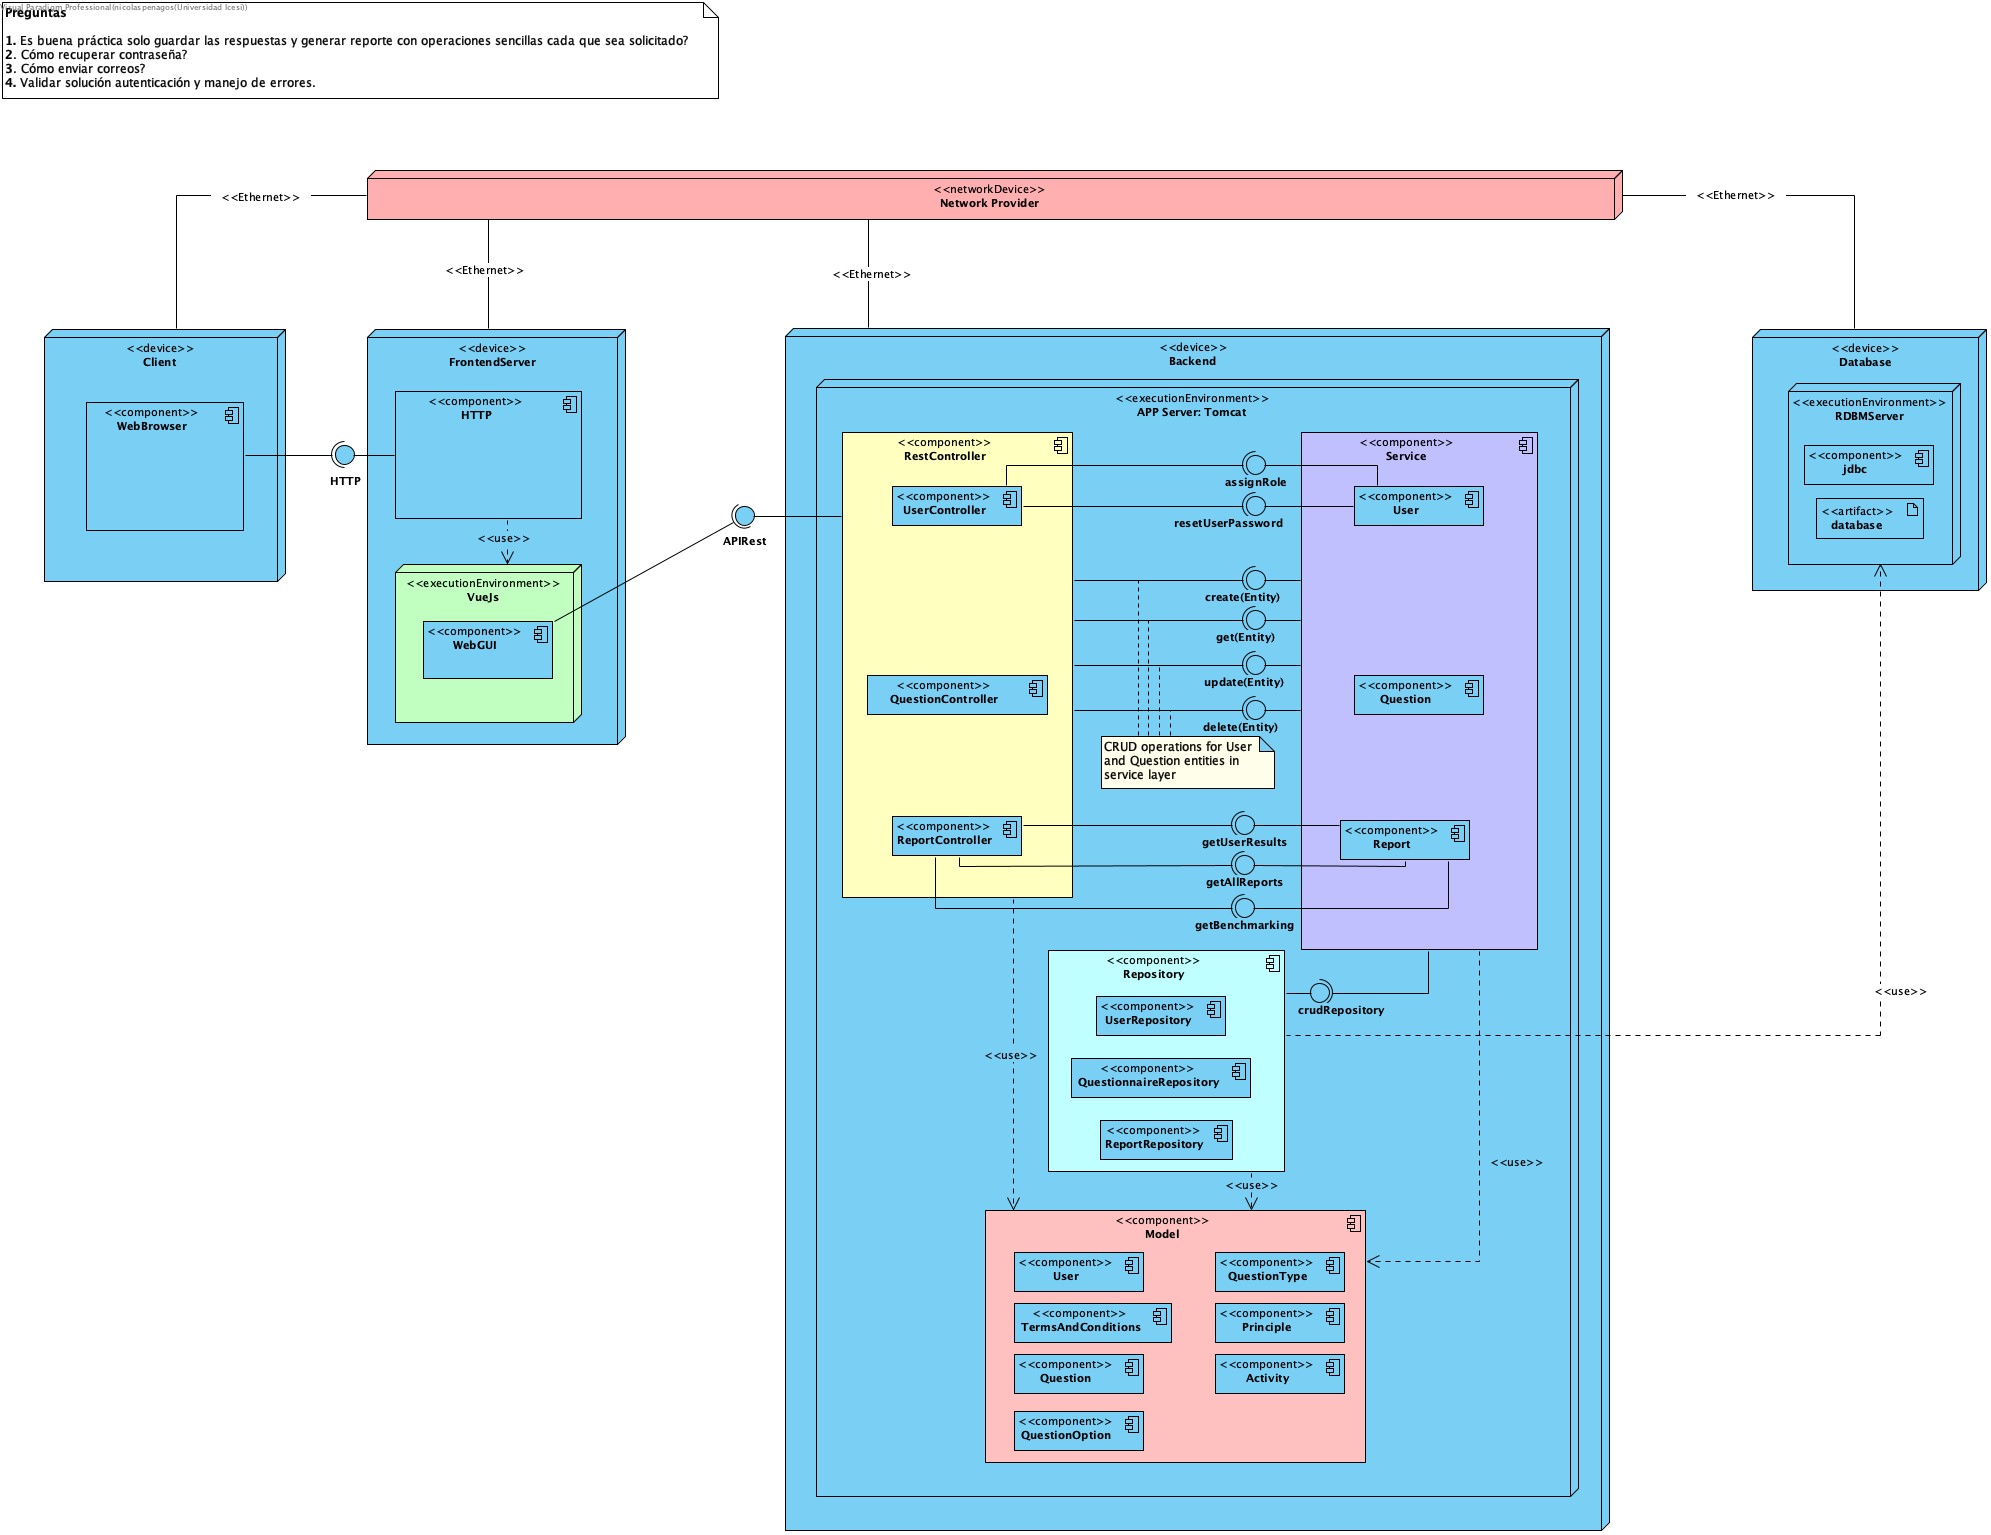 Visual Paradigm Professional(nicolaspenagos(Universidad Icesi))
Preguntas
1. Es buena práctica solo guardar las respuestas y generar reporte con operaciones sencillas cada que sea solicitado?
2. Cómo recuperar contraseña?
3. Cómo enviar correos?
4. Validar solución autenticación y manejo de errores.
<<networkDevice>>
Network Provider
<<Ethernet>>
<<Ethernet>>
<<Ethernet>>
<<Ethernet>>
<<device>>
Client
<<component>>
WebBrowser
HTTP
<<device>>
FrontendServer
<<component>>
HTTP
<<use>>
<<executionEnvironment>>
VueJs
<<component>>
WebGUI
APIRest
<<device>>
Backend
<<executionEnvironment>>
APP Server: Tomcat
<<component>>
RestController
<<component>>
UserController
<<component>>
QuestionController
<<component>>
ReportController
assignRole
resetUserPassword
create(Entity)
get(Entity)
update(Entity)
delete(Entity)
CRUD operations for User
and Question entities in
service layer
getUserResults
getAllReports
getBenchmarking
<<component>>
Service
<<component>>
User
<<component>>
Question
<<component>>
Report
<<component>>
Repository
<<component>>
UserRepository
<<component>>
QuestionnaireRepository
<<component>>
ReportRepository
crudRepository
<<use>>
<<use>>
<<use>>
<<use>>
<<component>>
Model
<<component>>
User
<<component>>
QuestionType
<<component>>
TermsAndConditions
<<component>>
Principle
<<component>>
Question
<<component>>
Activity
<<component>>
QuestionOption
<<device>>
Database
<<executionEnvironment>>
RDBMServer
<<component>>
jdbc
<<artifact>>
database